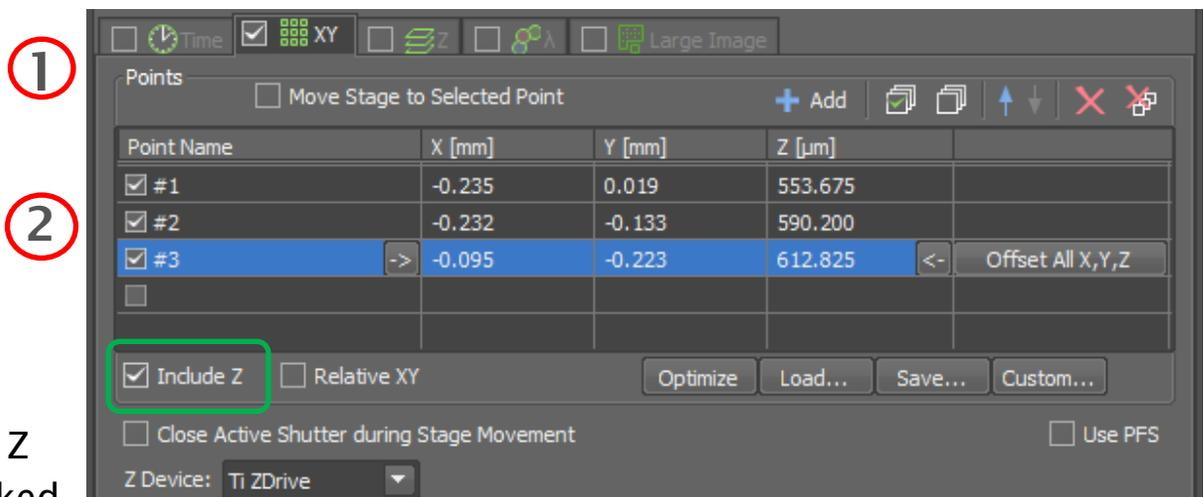 1
Time XY Z λ Large Image
Points
Move Stage to Selected Point Add
Point Name X [mm] Y [mm] Z [µm]
#1 -0.235 0.019 553.675
2
#2 -0.232 -0.133 590.200
#3 -> -0.095 -0.223 612.825 <- Offset All X,Y,Z
Include Z Relative XY Optimize Load... Save... Custom...
Z Close Active Shutter during Stage Movement Use PFS
Z Device: Ti ZDrive